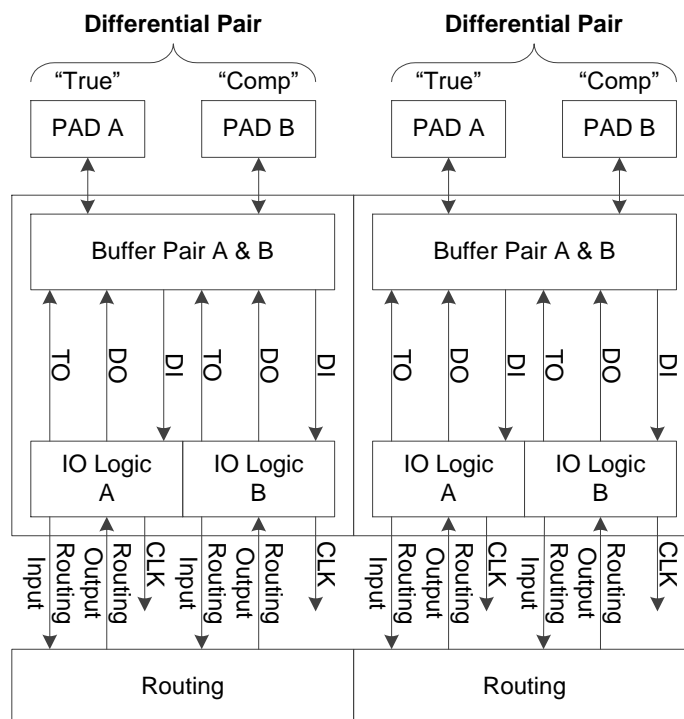 Differential Pair Differential Pair
“True” “Comp” “True” “Comp”
PAD A PAD B PAD A PAD B
Buffer Pair A & B Buffer Pair A & B
TO DO DI TO DO DI TO DO DI TO DO DI
IO Logic A IO Logic B IO Logic A IO Logic B
Routing Input Routing Output CLK Routing Input Routing Output CLK Routing Input Routing Output CLK Routing Input Routing Output CLK
Routing Routing